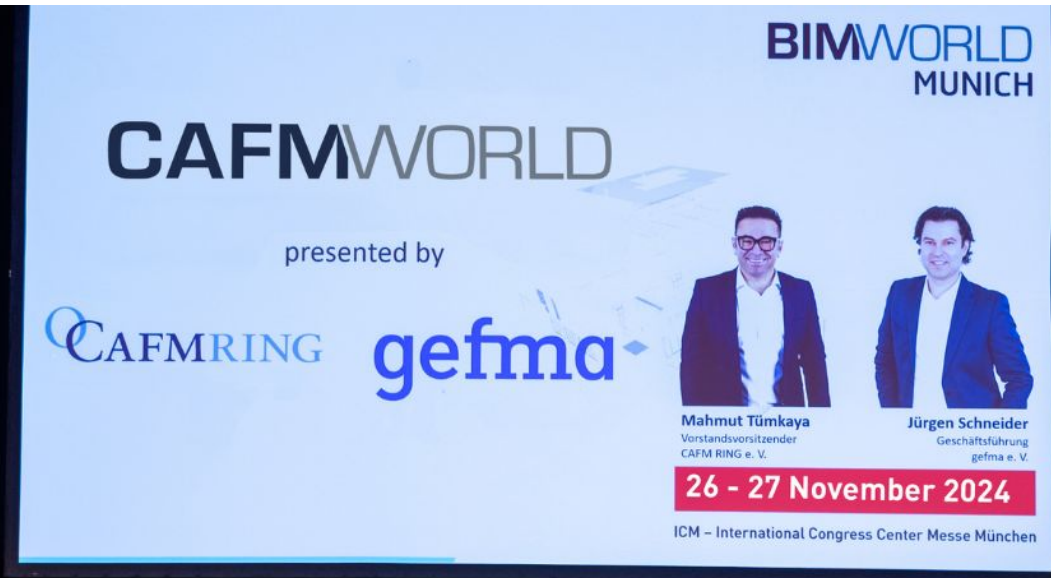 BIMWORLD
MUNICH
CAFMWORLD
presented by
CAFMRING
gefma
Mahmut Tümkaya
Vorstandsvorsitzender
CAFM RING e. V.
Jürgen Schneider
Geschäftsführung
gefma e. V.
26 - 27 November 2024
ICM – International Congress Center Messe München